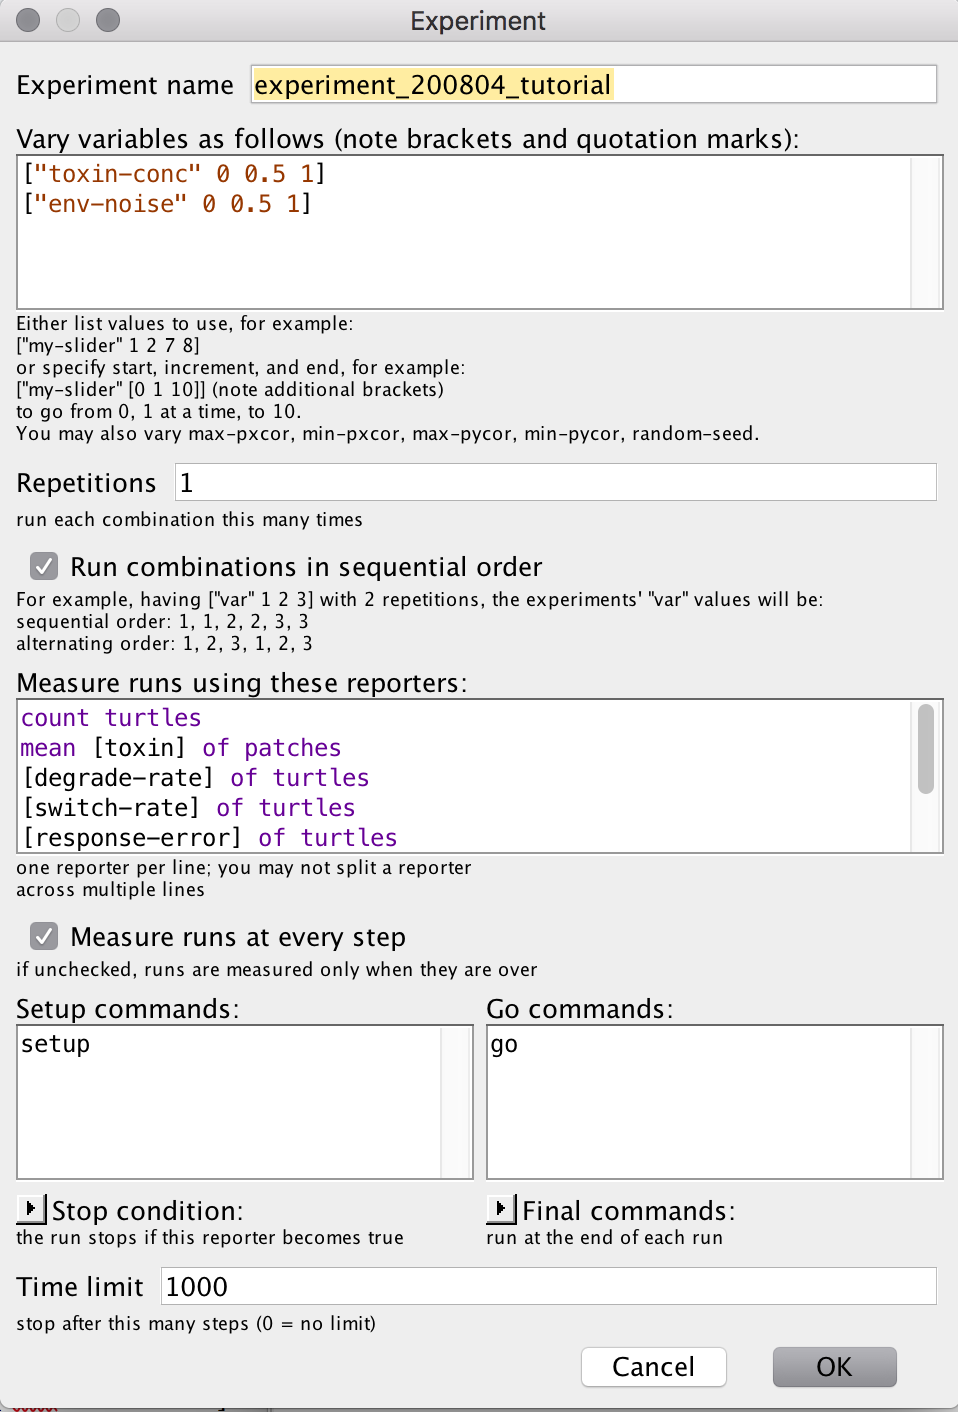 Experiment
Experiment name experiment_200804_tutorial
Vary variables as follows (note brackets and quotation marks):
["toxin-conc" 0 0.5 1]
["env-noise" 0 0.5 1]
Either list values to use, for example:
["my-slider" 1 2 7 8]
or specify start, increment, and end, for example:
["my-slider" [0 1 10]] (note additional brackets)
to go from 0, 1 at a time, to 10.
You may also vary max-pxcor, min-pxcor, max-pycor, min-pycor, random-seed.
Repetitions 1
run each combination this many times
Run combinations in sequential order
For example, having ["var" 1 2 3] with 2 repetitions, the experiments' "var" values will be:
sequential order: 1, 1, 2, 2, 3, 3
alternating order: 1, 2, 3, 1, 2, 3
Measure runs using these reporters:
count turtles
mean [toxin] of patches
[degrade-rate] of turtles
[switch-rate] of turtles
[response-error] of turtles
one reporter per line; you may not split a reporter
across multiple lines
Measure runs at every step
if unchecked, runs are measured only when they are over
Setup commands:
setup
Go commands:
go
Stop condition:
the run stops if this reporter becomes true
Final commands:
run at the end of each run
Time limit 1000
stop after this many steps (0 = no limit)
Cancel
OK